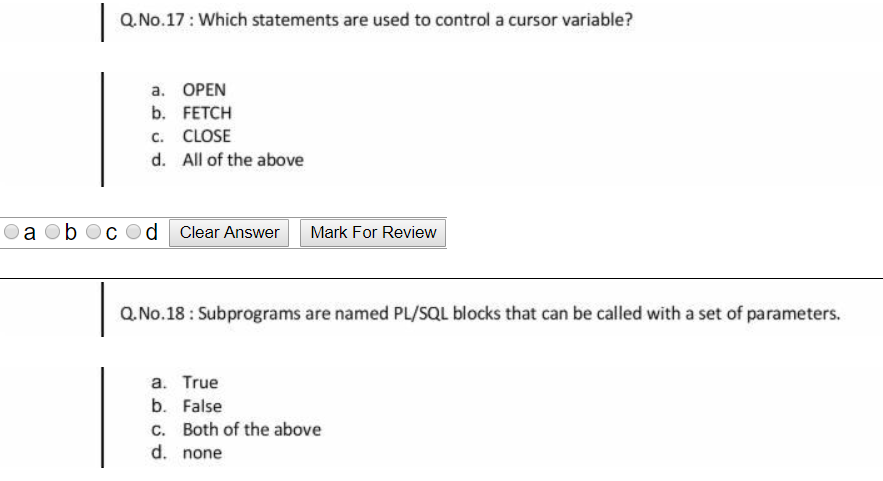 Q.No.17 : Which statements are used to control a cursor variable?
a. OPEN
b. FETCH
c. CLOSE
d. All of the above
a b c d Clear Answer Mark For Review
Q.No.18 : Subprograms are named PL/SQL blocks that can be called with a set of parameters.
a. True
b. False
c. Both of the above
d. none